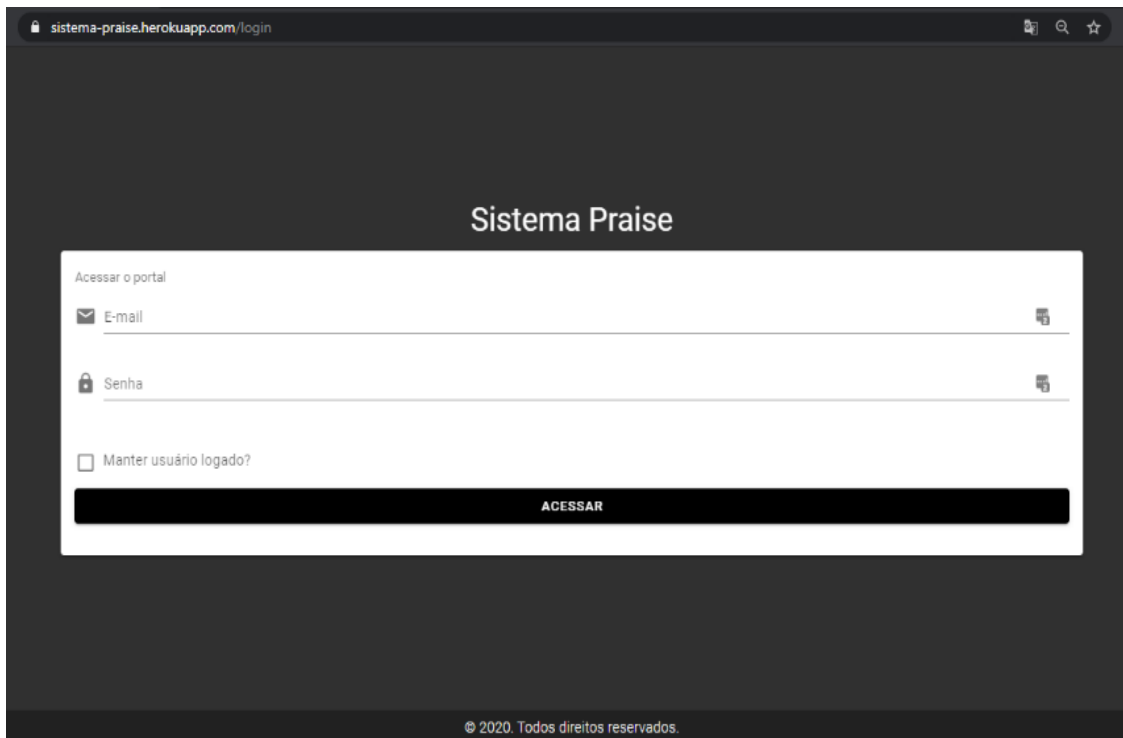 sistema-praise.herokuapp.com/login
Sistema Praise
Acessar o portal
E-mail
Senha
Manter usuário logado?
ACESSAR
© 2020. Todos direitos reservados.